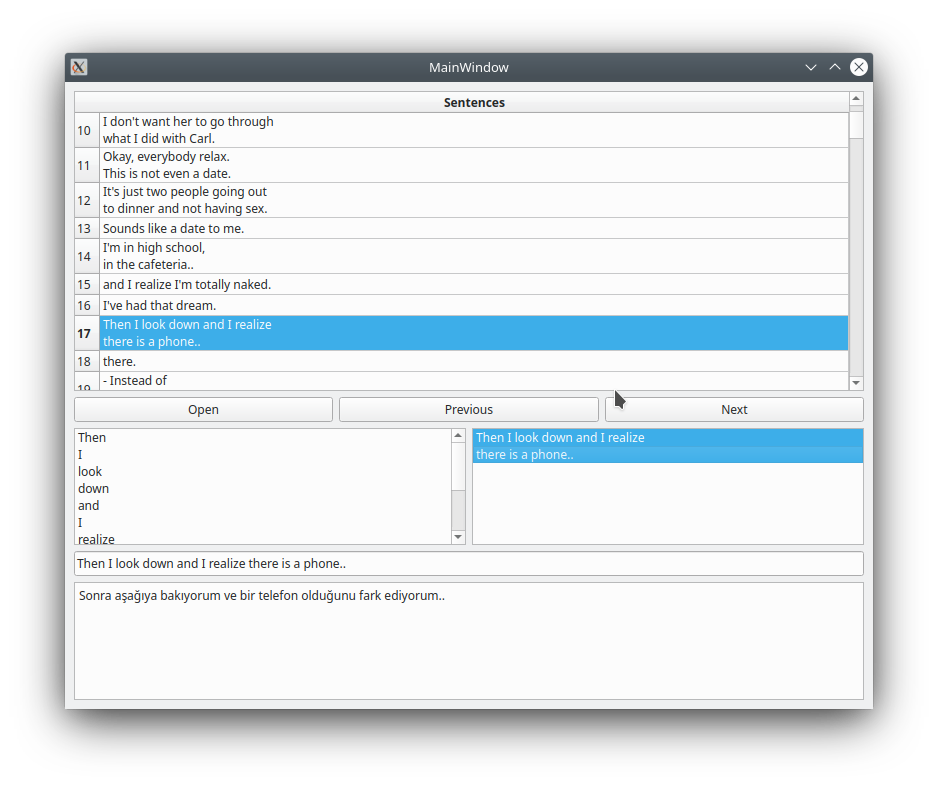 MainWindow
Sentences
10
I don't want her to go through
what I did with Carl.
11
Okay, everybody relax.
This is not even a date.
12
It's just two people going out
to dinner and not having sex.
13
Sounds like a date to me.
14
I'm in high school,
in the cafeteria..
15
and I realize I'm totally naked.
16
I've had that dream.
17
Then I look down and I realize
there is a phone..
18
there.
19
- Instead of
Open
Previous
Next
Then
I
look
down
and
I
realize
Then I look down and I realize
there is a phone..
Then I look down and I realize there is a phone..
Sonra aşağıya bakıyorum ve bir telefon olduğunu fark ediyorum..